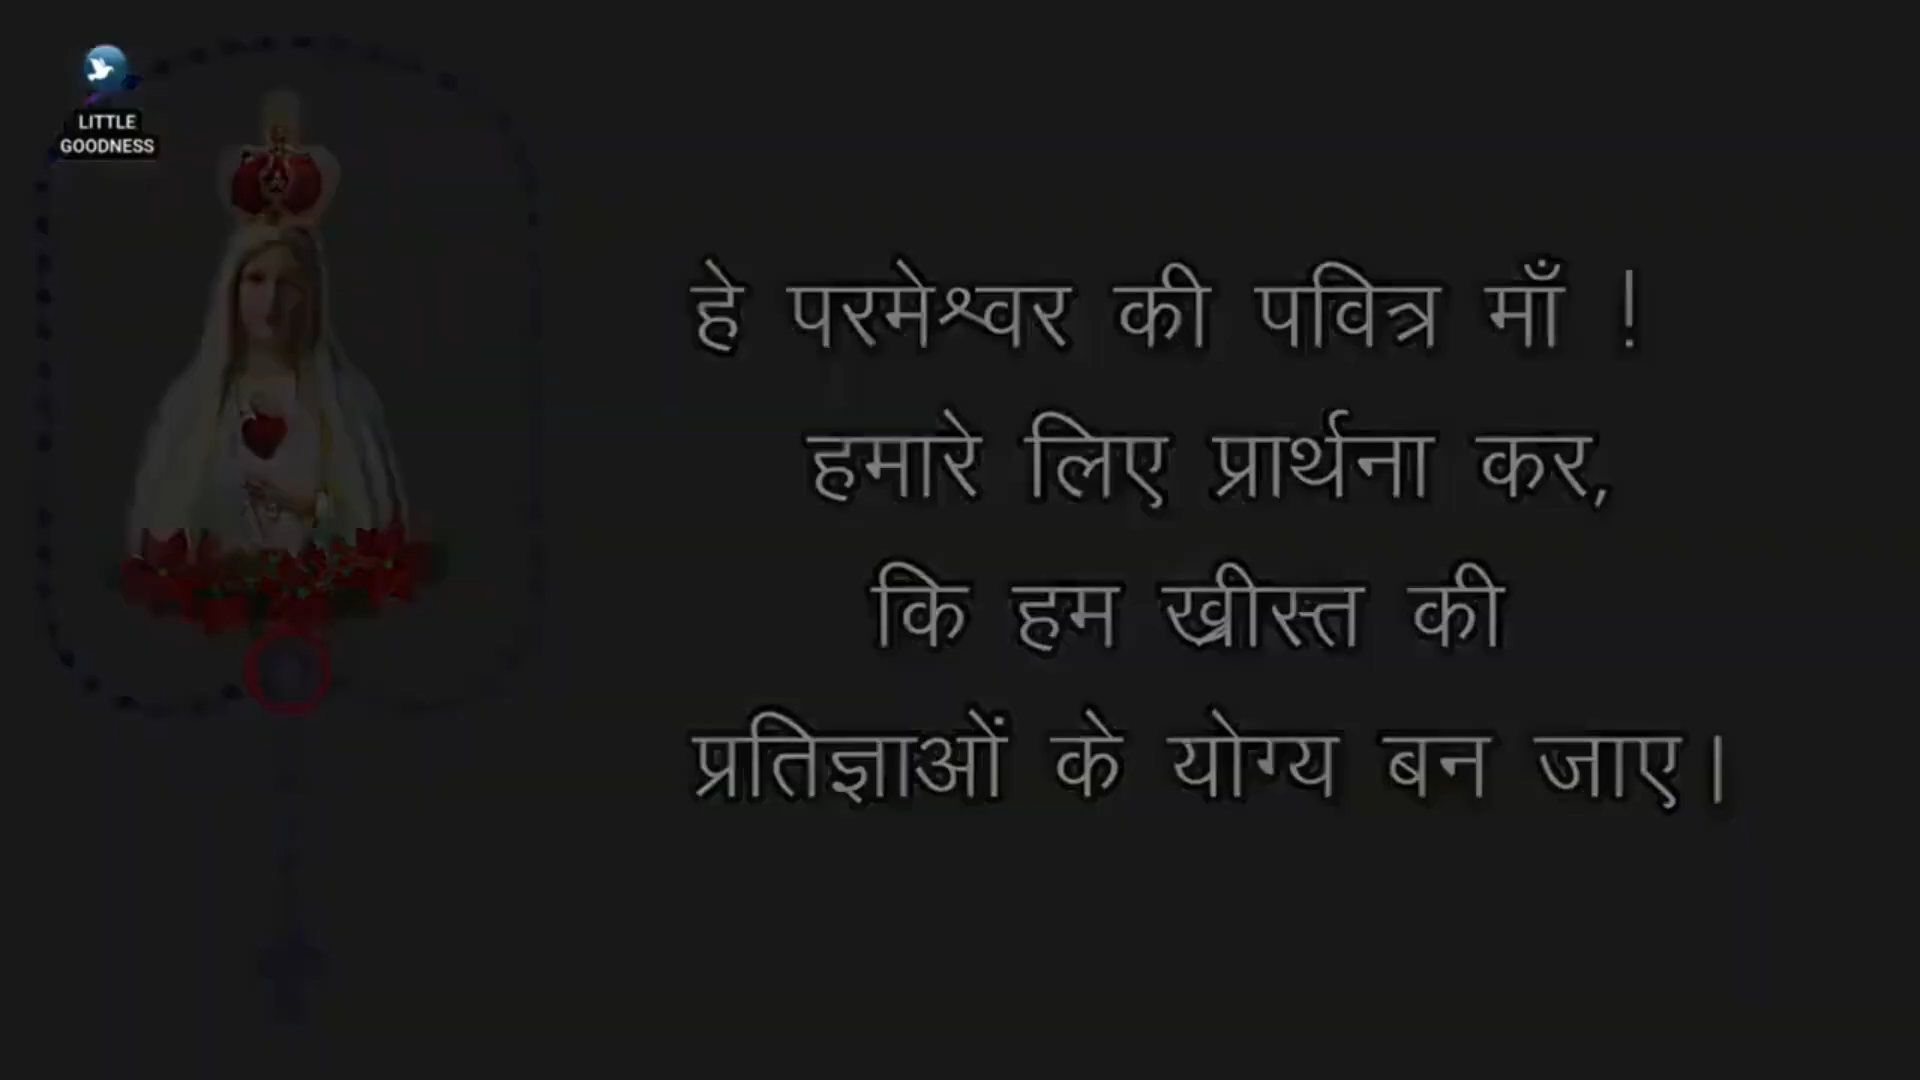 LITTLE
GOODNESS
हे परमेश्वर की पवित्र माँ !
हमारे लिए प्रार्थना कर,
कि हम ख्रीस्त की
प्रतिज्ञाओं के योग्य बन जाए।